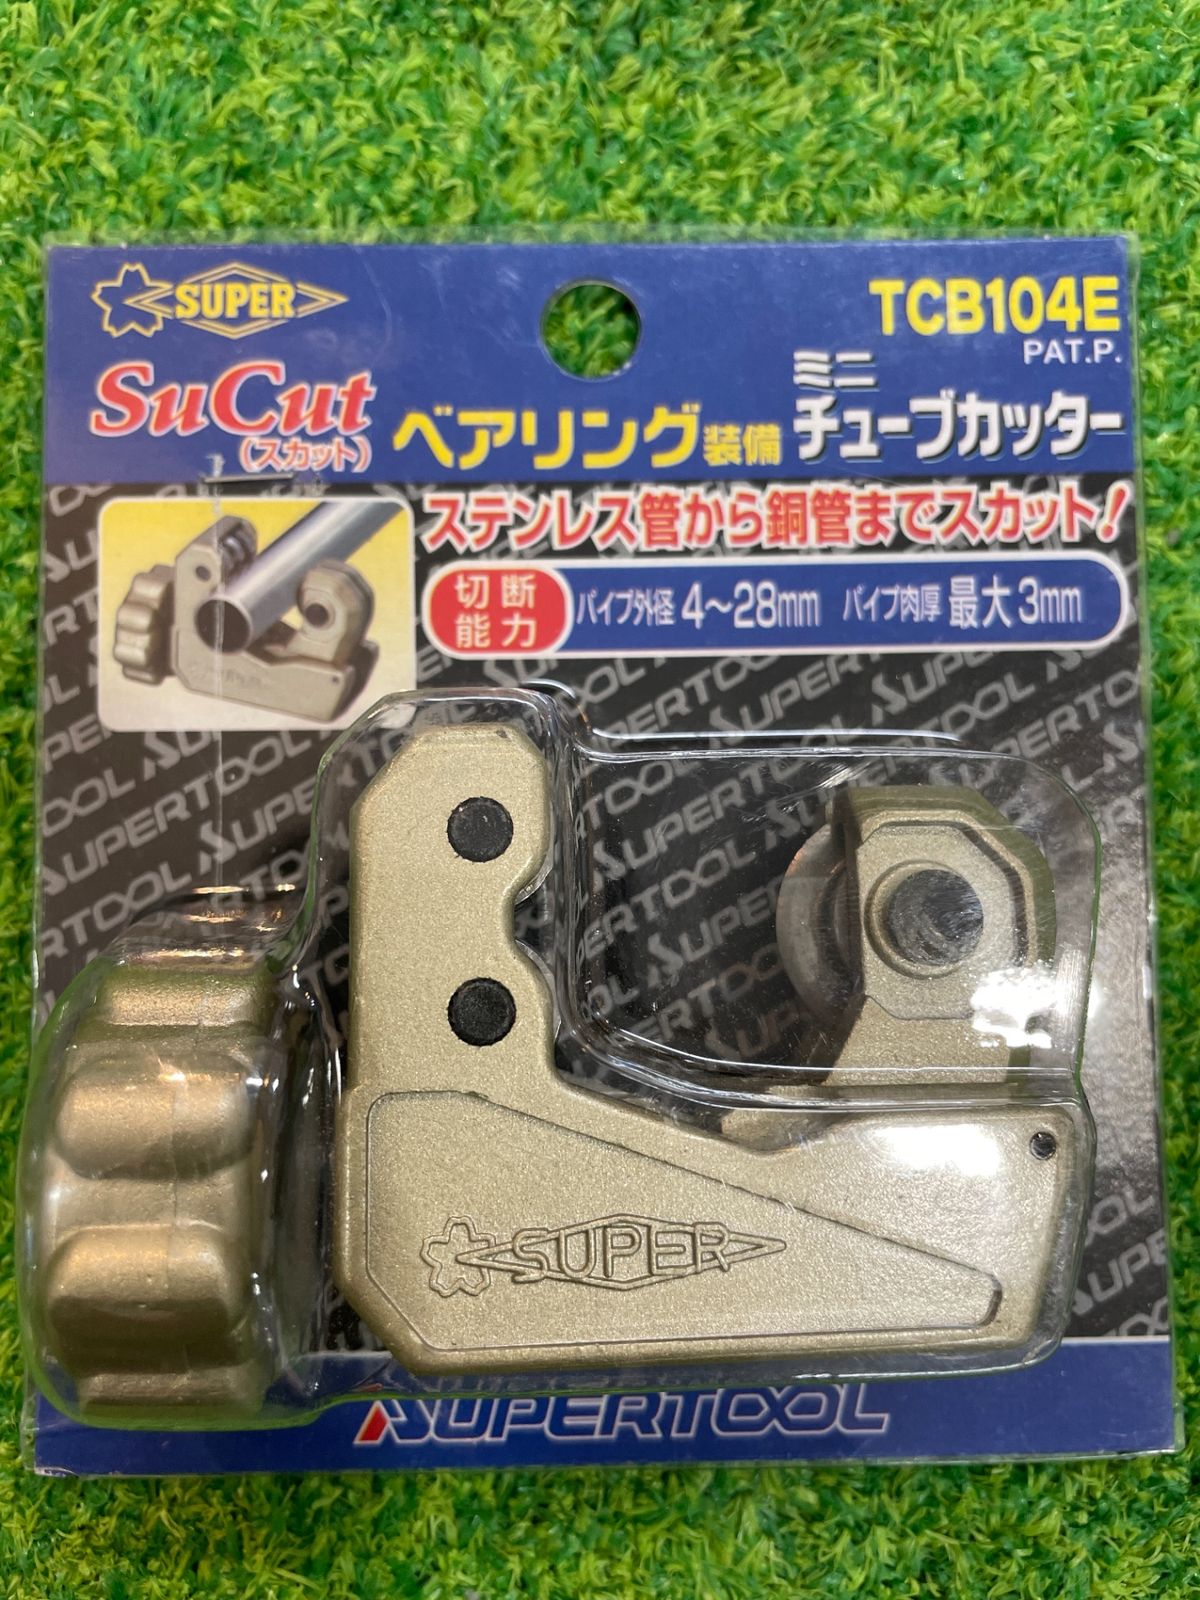 SUPER
TCB104E
PAT.P.
SuCut
(スカット)
ベアリング装備
ミニ
チューブカッター
ステンレス管から銅管までスカット!
切断能力
パイプ外径 4〜28mm パイプ肉厚 最大3mm
SUPER
SUPERTOOL